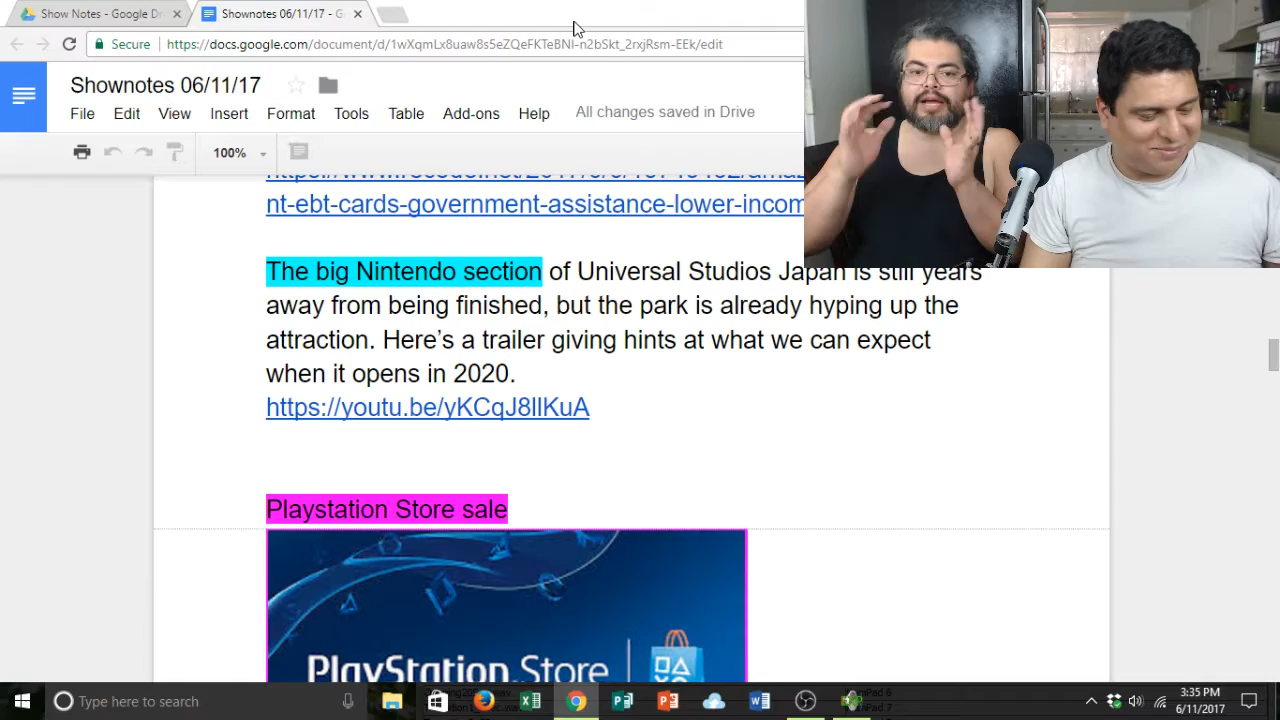 Show Notes - Google Dr
Shownotes 06/11/17 - G
Secure
https://docs.google.com/document/d/1wXqmLx8uaw8s5eZQeFKTeBNI-n2bSkt_2rxjRsm-EEk/edit
Shownotes 06/11/17
File Edit View Insert Format Tools Table Add-ons Help All changes saved in Drive
100%
nt-ebt-cards-government-assistance-lower-incom
The big Nintendo section of Universal Studios Japan is still years
away from being finished, but the park is already hyping up the
attraction. Here’s a trailer giving hints at what we can expect
when it opens in 2020.
https://youtu.be/yKCqJ8llKuA
Playstation Store sale
PlayStation.Store
Type here to search
3:35 PM
6/11/2017